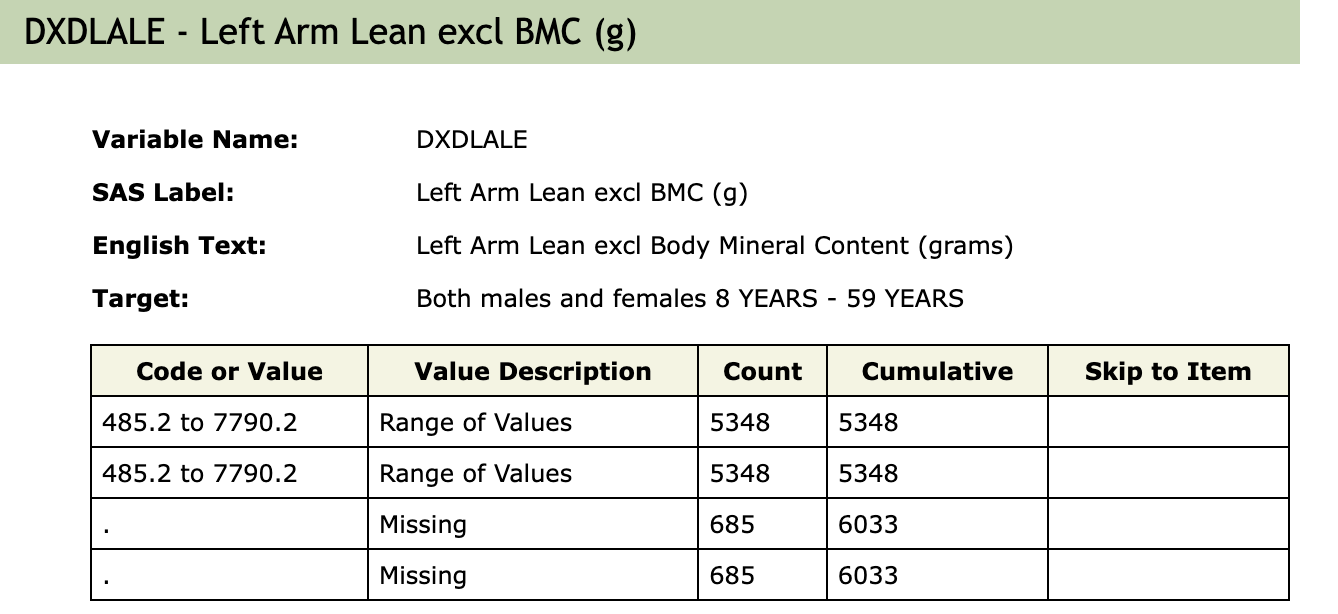 DXDLALE - Left Arm Lean excl BMC (g)
Variable Name: DXDLALE
SAS Label: Left Arm Lean excl BMC (g)
English Text: Left Arm Lean excl Body Mineral Content (grams)
Target: Both males and females 8 YEARS - 59 YEARS
Code or Value Value Description Count Cumulative Skip to Item
485.2 to 7790.2 Range of Values 5348 5348
485.2 to 7790.2 Range of Values 5348 5348
. Missing 685 6033
. Missing 685 6033